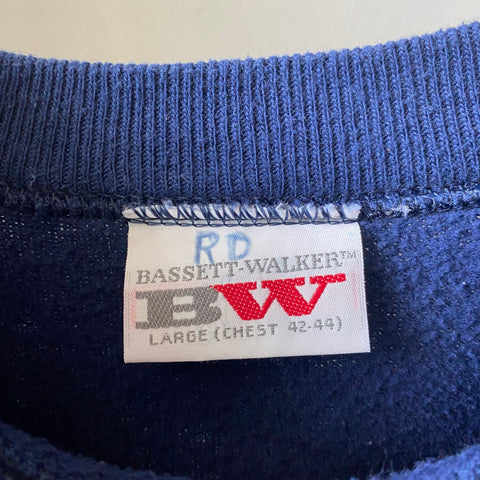 RD
BASSETT-WALKER™
BW
LARGE (CHEST 42-44)